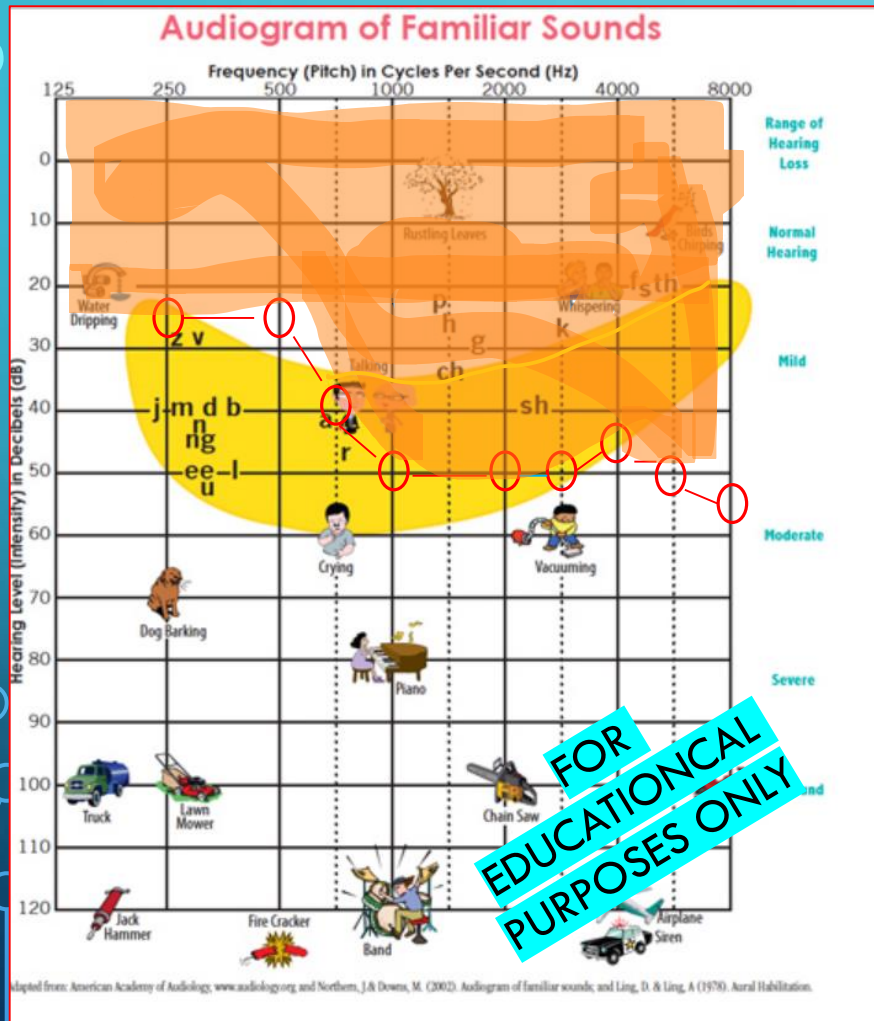 Audiogram of Familiar Sounds
Frequency (Pitch) in Cycles Per Second (Hz)
125 250 500 1000 2000 4000 8000
Hearing Level (Intensity) in Decibels (dB)
Range of
Hearing
Loss
0
10
Rustling Leaves
Birds
Chirping
Normal
Hearing
20
Water
Dripping
Whispering
f s th
z v
p
h
g
k
30
Mild
Talking
ch
40
j m d b
n
ng
a
sh
r
50
ee l
u
60
Crying
Vacuuming
Moderate
70
Dog Barking
80
Piano
Severe
90
100
Truck
Lawn
Mower
Chain Saw
FOR
EDUCATIONCAL
PURPOSES ONLY
110
120
Jack
Hammer
Fire Cracker
Band
Airplane
Siren
dapted from: American Academy of Audiology, www.audiology.org and Northern, J.& Downs, M. (2002). Audiogram of familiar sounds; and Ling, D. & Ling, A (1978). Aural Habilitation.